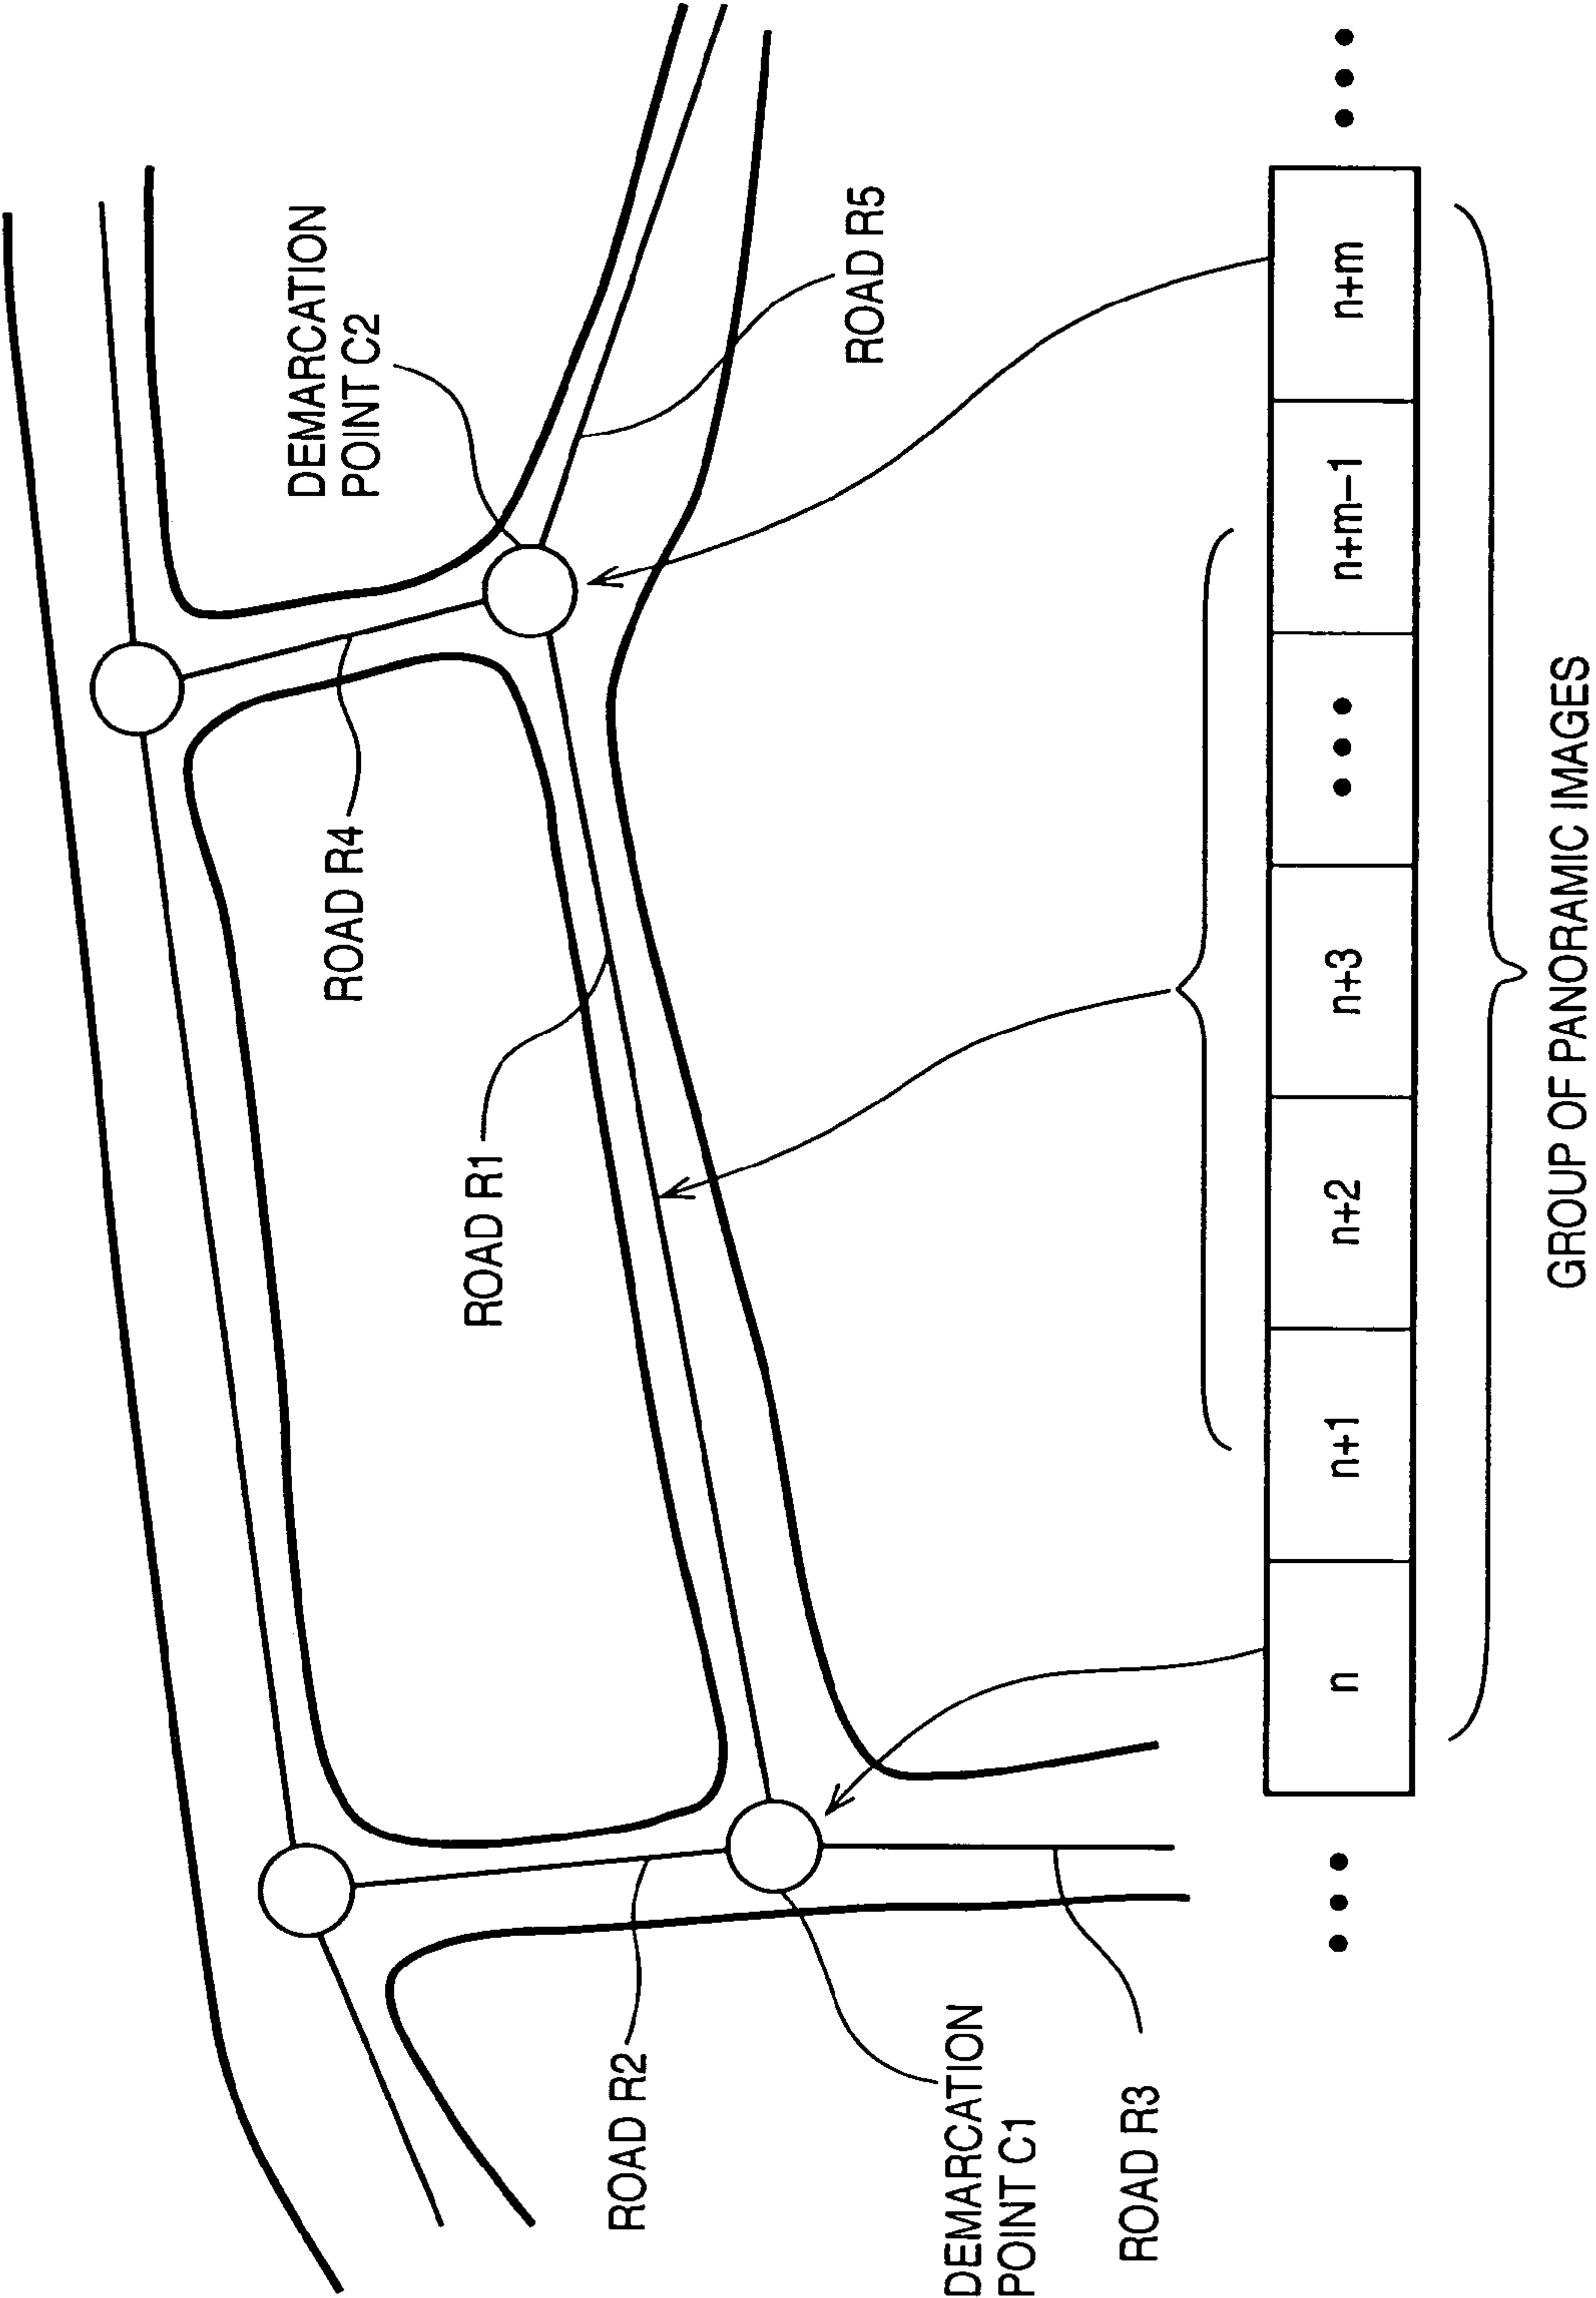 DEMARCATION
POINT C2
ROAD R5
ROAD R4
ROAD R1
ROAD R2
DEMARCATION
POINT C1
ROAD R3
••• n n+1 n+2 n+3 ••• n+m−1 n+m •••
GROUP OF PANORAMIC IMAGES